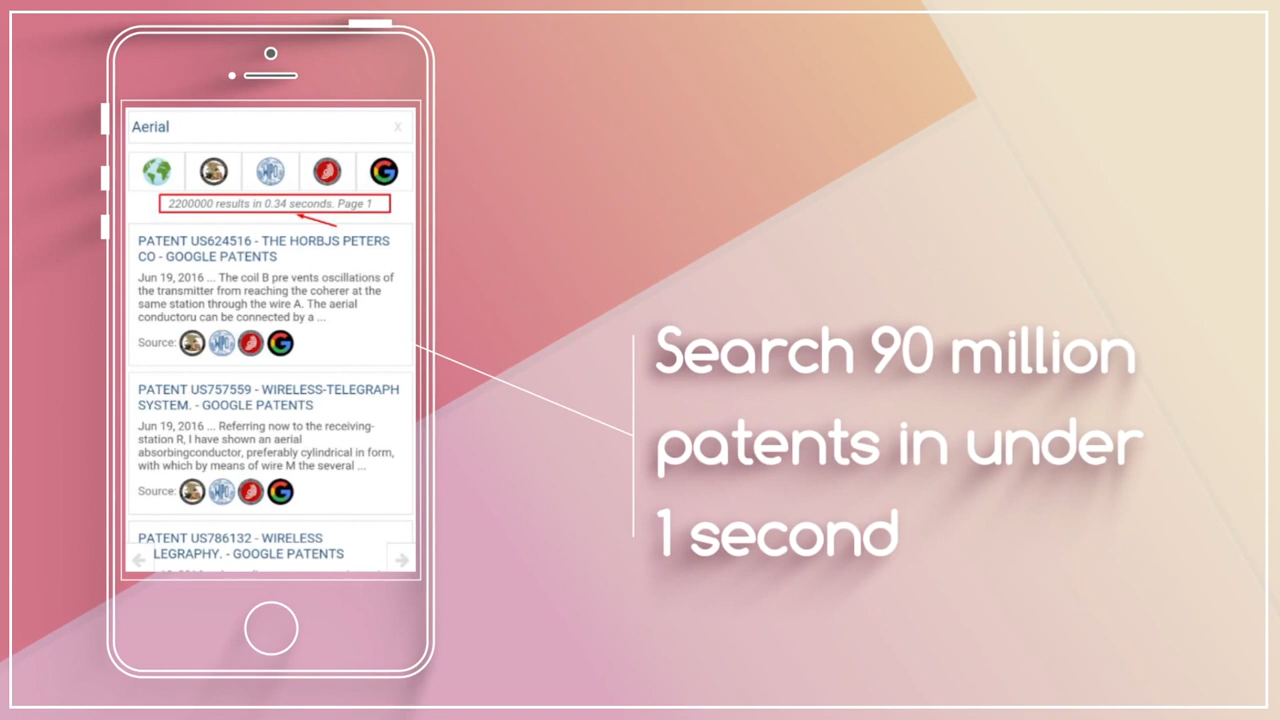 Aerial
X
2200000 results in 0.34 seconds. Page 1
PATENT US624516 - THE HORBJS PETERS
CO - GOOGLE PATENTS
Jun 19, 2016 ... The coil B pre vents oscillations of
the transmitter from reaching the coherer at the
same station through the wire A. The aerial
conductoru can be connected by a ...
Source:
PATENT US757559 - WIRELESS-TELEGRAPH
SYSTEM. - GOOGLE PATENTS
Jun 19, 2016 ... Referring now to the receiving-
station R, I have shown an aerial
absorbingconductor, preferably cylindrical in form,
with which by means of wire M the several ...
Source:
PATENT US786132 - WIRELESS
LEGRAPHY. - GOOGLE PATENTS
Search 90 million
patents in under
1 second